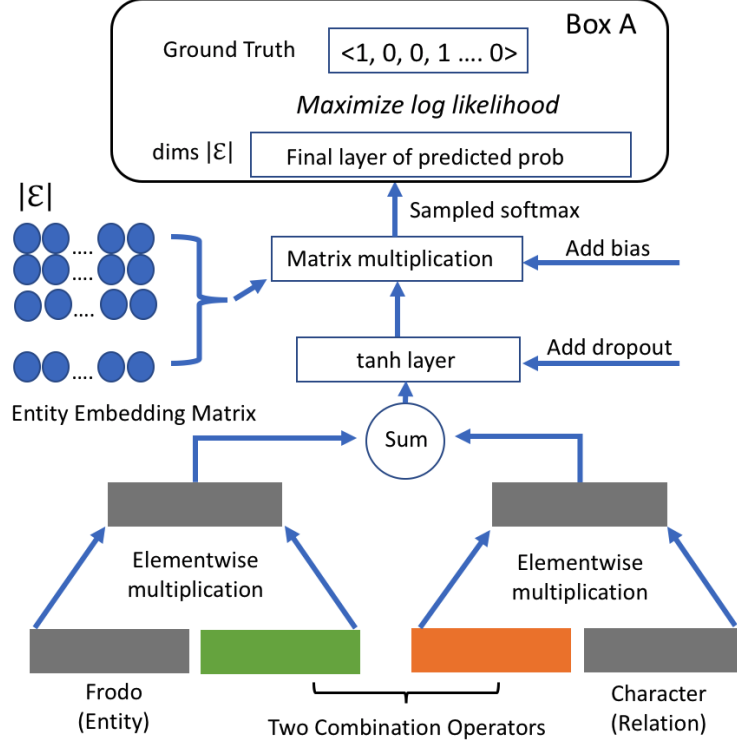 Box A
Ground Truth
<1, 0, 0, 1 .... 0>
Maximize log likelihood
dims |ℰ|
Final layer of predicted prob
|ℰ|
Sampled softmax
....
....
....
....
Matrix multiplication
Add bias
tanh layer
Add dropout
Entity Embedding Matrix
Sum
Elementwise
multiplication
Elementwise
multiplication
Frodo
(Entity)
Two Combination Operators
Character
(Relation)